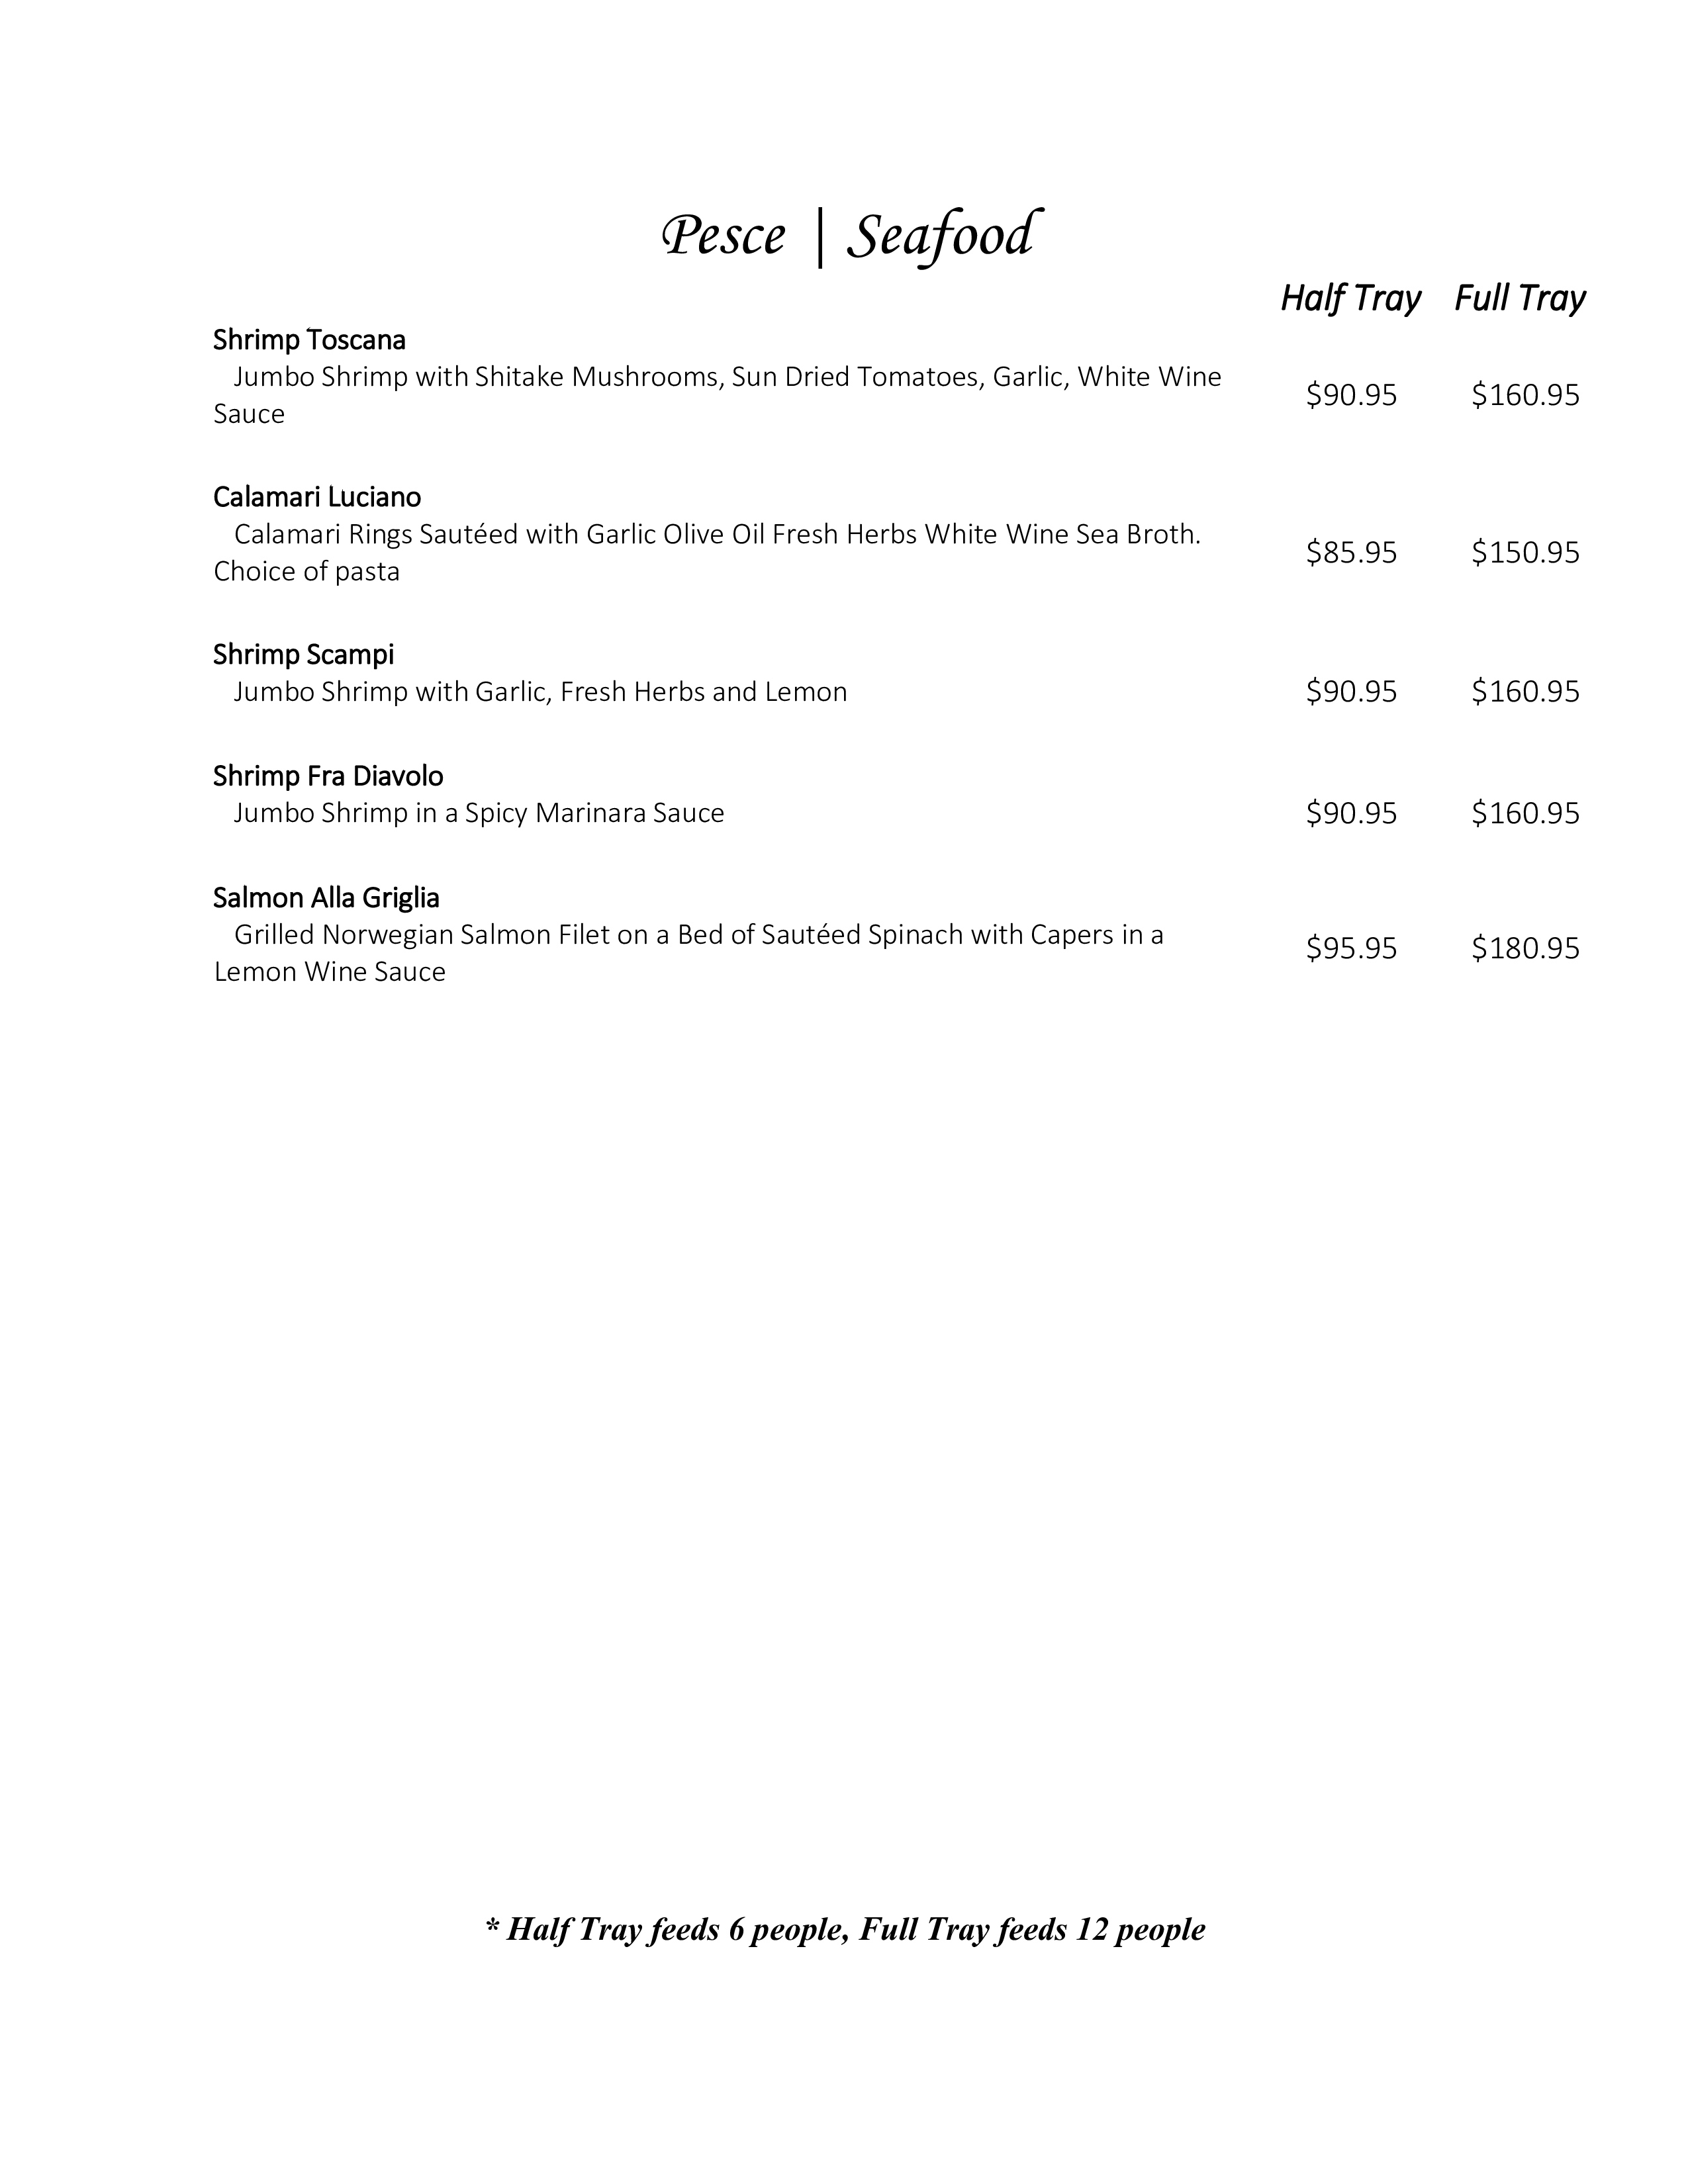 Pesce | Seafood
Half Tray Full Tray
Shrimp Toscana
Jumbo Shrimp with Shitake Mushrooms, Sun Dried Tomatoes, Garlic, White Wine
Sauce
$90.95 $160.95
Calamari Luciano
Calamari Rings Sautéed with Garlic Olive Oil Fresh Herbs White Wine Sea Broth.
Choice of pasta
$85.95 $150.95
Shrimp Scampi
Jumbo Shrimp with Garlic, Fresh Herbs and Lemon $90.95 $160.95
Shrimp Fra Diavolo
Jumbo Shrimp in a Spicy Marinara Sauce $90.95 $160.95
Salmon Alla Griglia
Grilled Norwegian Salmon Filet on a Bed of Sautéed Spinach with Capers in a
Lemon Wine Sauce
$95.95 $180.95
* Half Tray feeds 6 people, Full Tray feeds 12 people